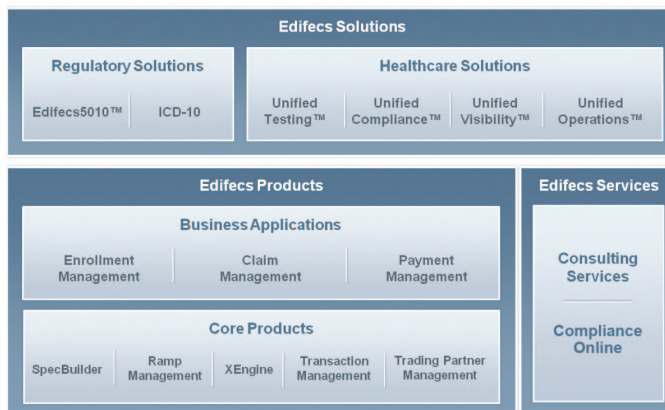 Edifecs Solutions
Regulatory Solutions
Edifecs5010™
ICD-10
Healthcare Solutions
Unified
Testing™
Unified
Compliance™
Unified
Visibility™
Unified
Operations™
Edifecs Products
Business Applications
Enrollment
Management
Claim
Management
Payment
Management
Core Products
SpecBuilder
Ramp
Management
XEngine
Transaction
Management
Trading Partner
Management
Edifecs Services
Consulting
Services
Compliance
Online